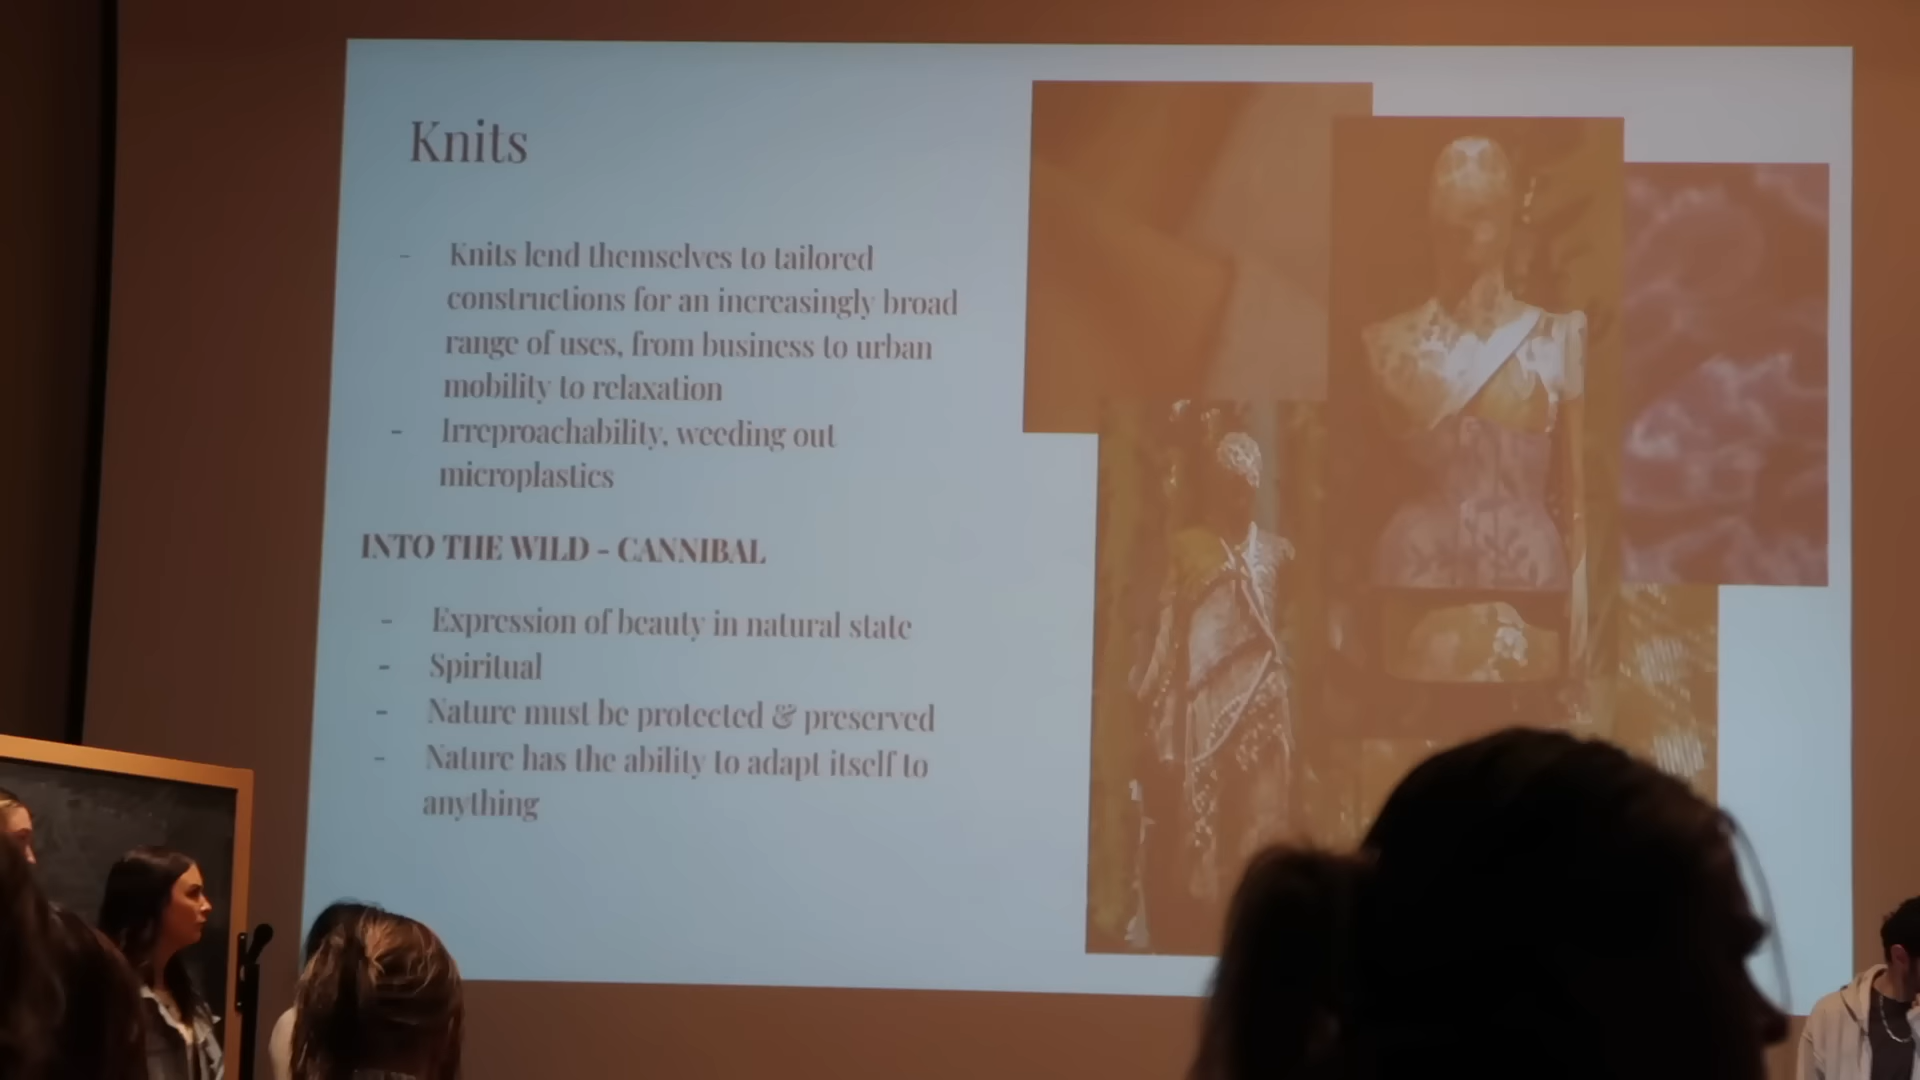 Knits
- Knits lend themselves to tailored
constructions for an increasingly broad
range of uses, from business to urban
mobility to relaxation
- Irreproachability, weeding out
microplastics
INTO THE WILD - CANNIBAL
- Expression of beauty in natural state
- Spiritual
- Nature must be protected & preserved
- Nature has the ability to adapt itself to
anything